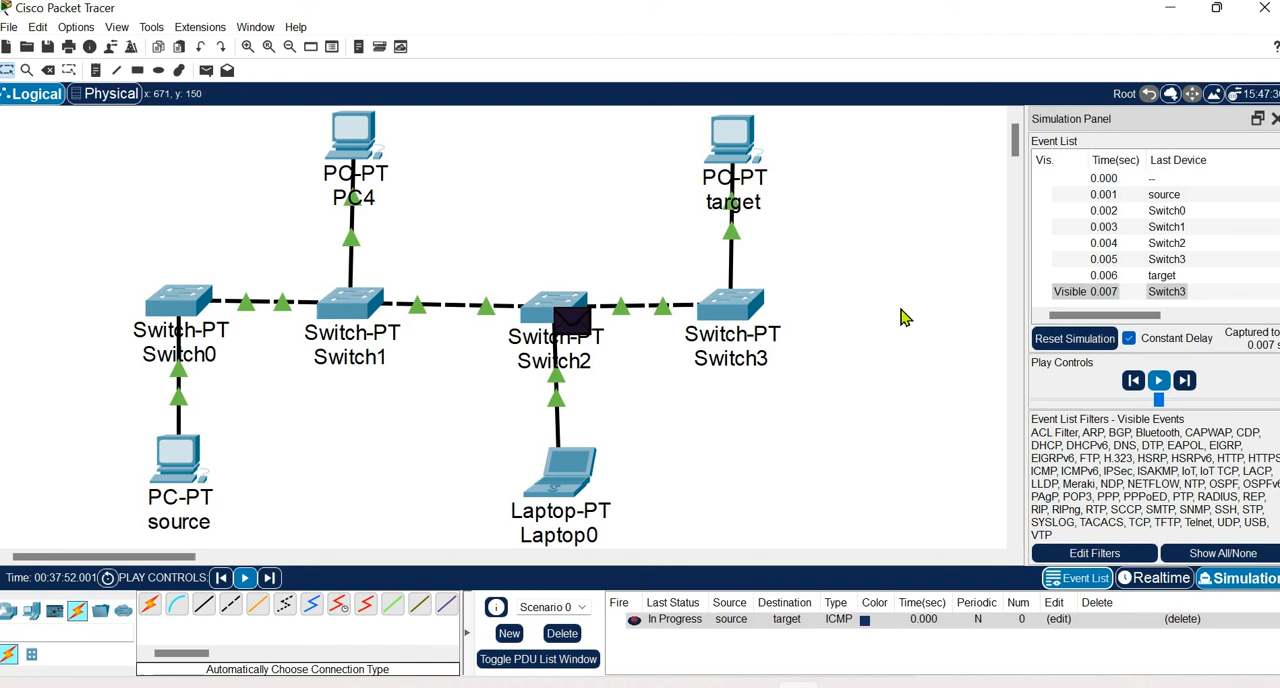 Cisco Packet Tracer
File Edit Options View Tools Extensions Window Help
Logical Physical x: 671, y: 150
Root 15:47:30
PC-PT
PC4
PC-PT
target
Switch-PT
Switch0
Switch-PT
Switch1
Switch-PT
Switch2
Switch-PT
Switch3
PC-PT
source
Laptop-PT
Laptop0
Simulation Panel
Event List
Vis. Time(sec) Last Device
0.000 --
0.001 source
0.002 Switch0
0.003 Switch1
0.004 Switch2
0.005 Switch3
0.006 target
Visible 0.007 Switch3
Reset Simulation Constant Delay Captured to
0.007 s
Play Controls
Event List Filters - Visible Events
ACL Filter, ARP, BGP, Bluetooth, CAPWAP, CDP,
DHCP, DHCPv6, DNS, DTP, EAPOL, EIGRP,
EIGRPv6, FTP, H.323, HSRP, HSRPv6, HTTP, HTTPS
ICMP, ICMPv6, IPSec, ISAKMP, IoT, IoT TCP, LACP,
LLDP, Meraki, NDP, NETFLOW, NTP, OSPF, OSPFv6
PAgP, POP3, PPP, PPPoED, PTP, RADIUS, REP,
RIP, RIPng, RTP, SCCP, SMTP, SNMP, SSH, STP,
SYSLOG, TACACS, TCP, TFTP, Telnet, UDP, USB,
VTP
Edit Filters Show All/None
Time: 00:37:52.001 PLAY CONTROLS: Event List Realtime Simulation
Scenario 0
New Delete
Toggle PDU List Window
Automatically Choose Connection Type
Fire Last Status Source Destination Type Color Time(sec) Periodic Num Edit Delete
In Progress source target ICMP 0.000 N 0 (edit) (delete)